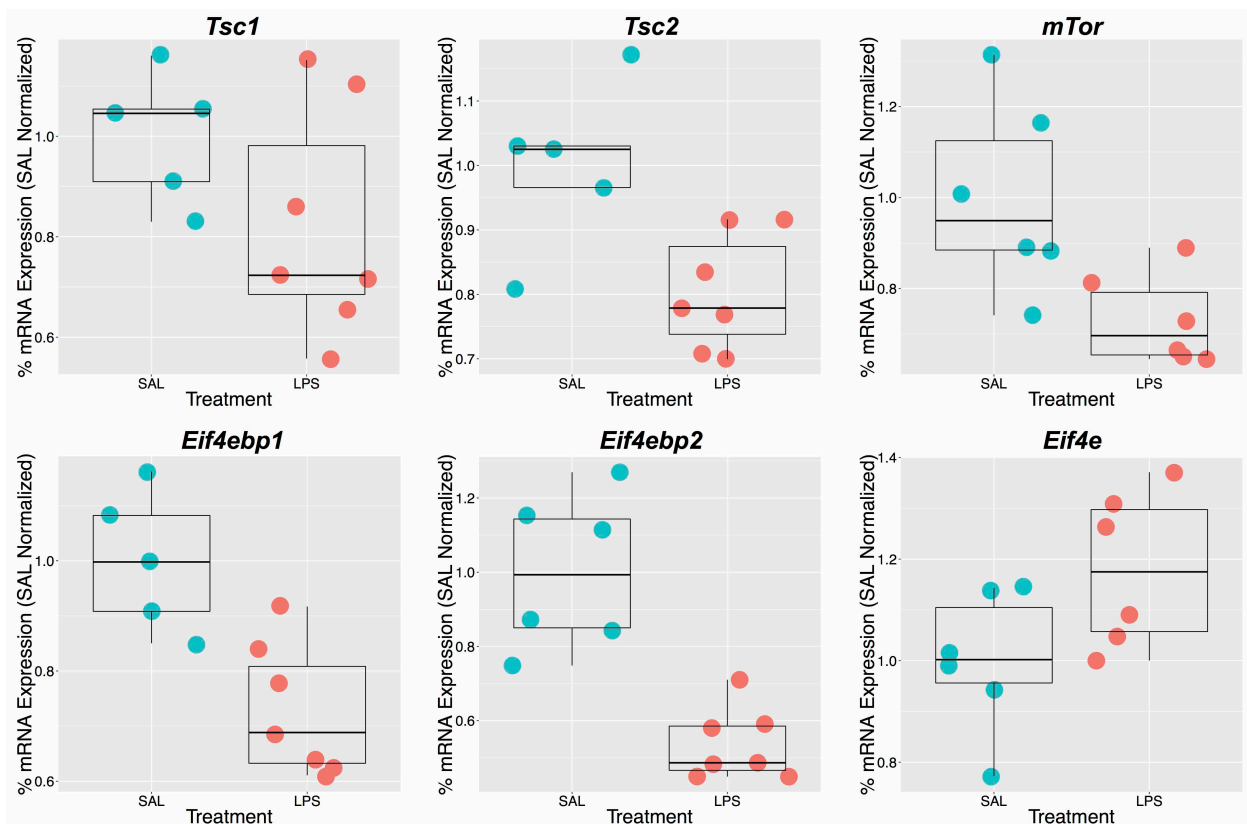 Tsc1
% mRNA Expression (SAL Normalized)
1.0
0.8
0.6
SAL
LPS
Treatment
Tsc2
% mRNA Expression (SAL Normalized)
1.1
1.0
0.9
0.8
0.7
SAL
LPS
Treatment
mTor
% mRNA Expression (SAL Normalized)
1.2
1.0
0.8
SAL
LPS
Treatment
Eif4ebp1
% mRNA Expression (SAL Normalized)
1.0
0.8
0.6
SAL
LPS
Treatment
Eif4ebp2
% mRNA Expression (SAL Normalized)
1.2
1.0
0.8
0.6
SAL
LPS
Treatment
Eif4e
% mRNA Expression (SAL Normalized)
1.4
1.2
1.0
0.8
SAL
LPS
Treatment